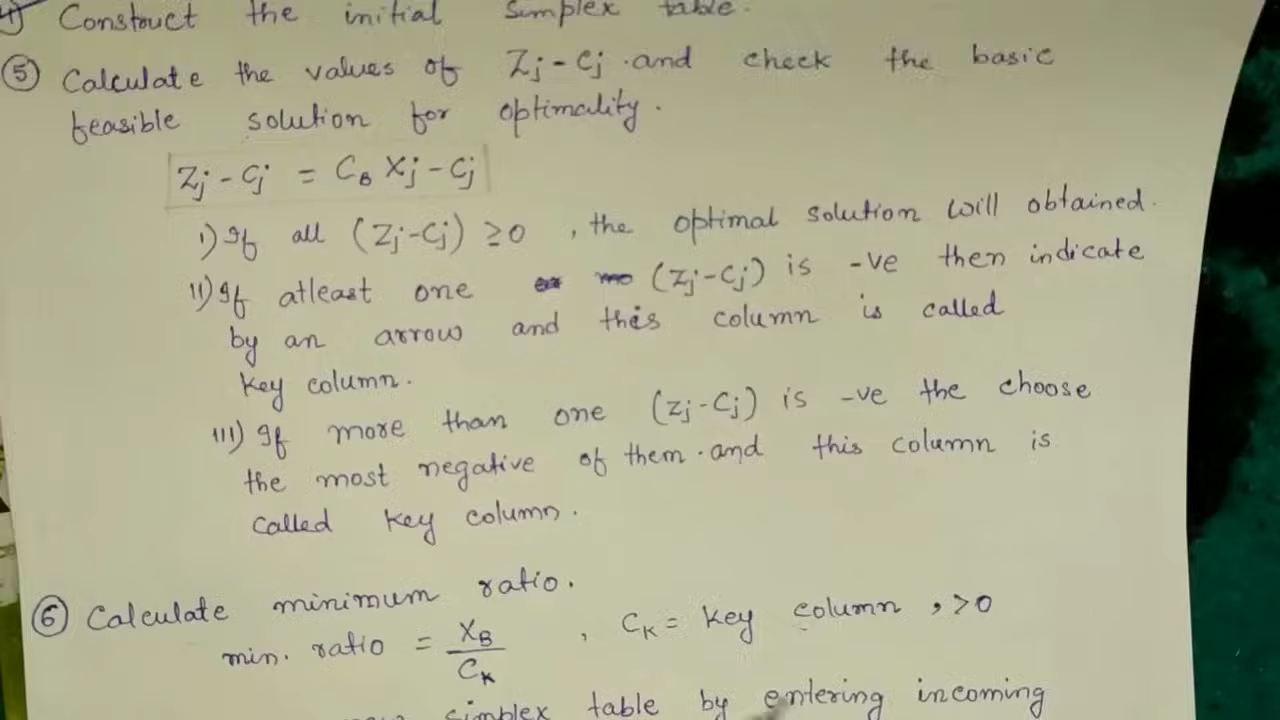 4) Construct the initial simplex table.
5 Calculate the values of Zj - Cj and check the basic
feasible solution for optimality.
Zj - Cj = CB Xj - Cj
i) If all (Zj - Cj) ≥ 0, the optimal solution will obtained.
ii) If atleast one (Zj - Cj) is -ve then indicate
by an arrow and this column is called
key column.
iii) If more than one (Zj - Cj) is -ve the choose
the most negative of them and this column is
called key column.
6 Calculate minimum ratio.
min. ratio = XB / CK , CK = key column, >0
simplex table by entering incoming